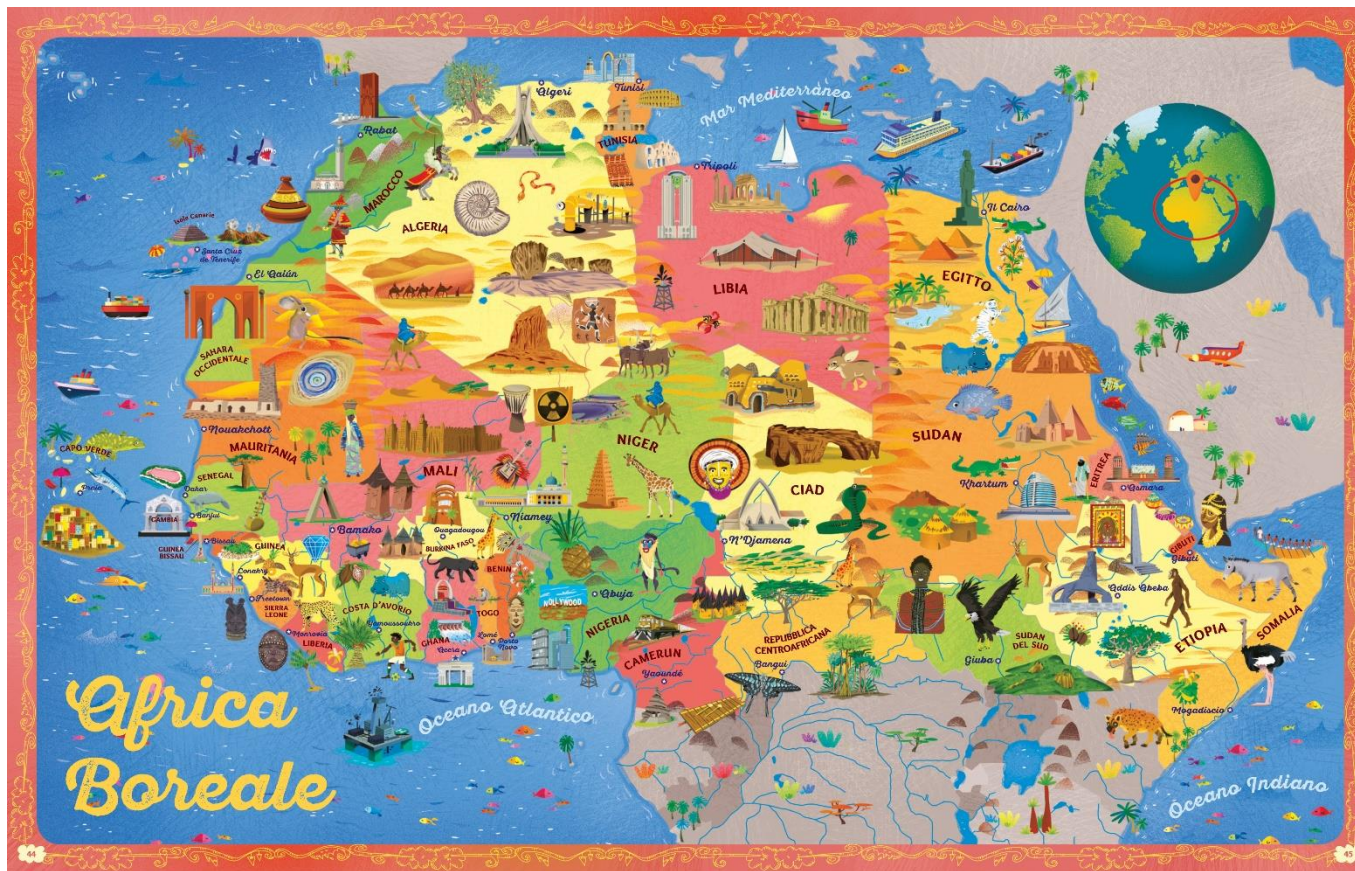 Algeri
Tunisi
Mar Mediterraneo
Rabat
TUNISIA
Tripoli
MAROCCO
Il Cairo
Isole Canarie
ALGERIA
Santa Cruz
de Tenerife
El Qaiún
EGITTO
LIBIA
SAHARA
OCCIDENTALE
Nouakchott
MAURITANIA
NIGER
SUDAN
CAPO VERDE
MALI
ERITREA
SENEGAL
Dakar
CIAD
Khartum
Asmara
Praia
GAMBIA
Banjul
Bamako
Ouagadougou
Niamey
GUINEA
BISSAU
Bissau
GUINEA
BURKINA FASO
N'Djamena
GIBUTI
Gibuti
Conakry
BENIN
Addis Abeba
Freetown
SIERRA
LEONE
COSTA D'AVORIO
Yamoussoukro
TOGO
NOLLYWOOD
Abuja
Monrovia
LIBERIA
GHANA
Accra
Lomé
Porto
Novo
NIGERIA
REPUBBLICA
CENTROAFRICANA
SUDAN
DEL SUD
ETIOPIA
SOMALIA
CAMERUN
Yaoundé
Bangui
Giuba
Mogadiscio
Africa
Boreale
Oceano Atlantico
Oceano Indiano
44
45